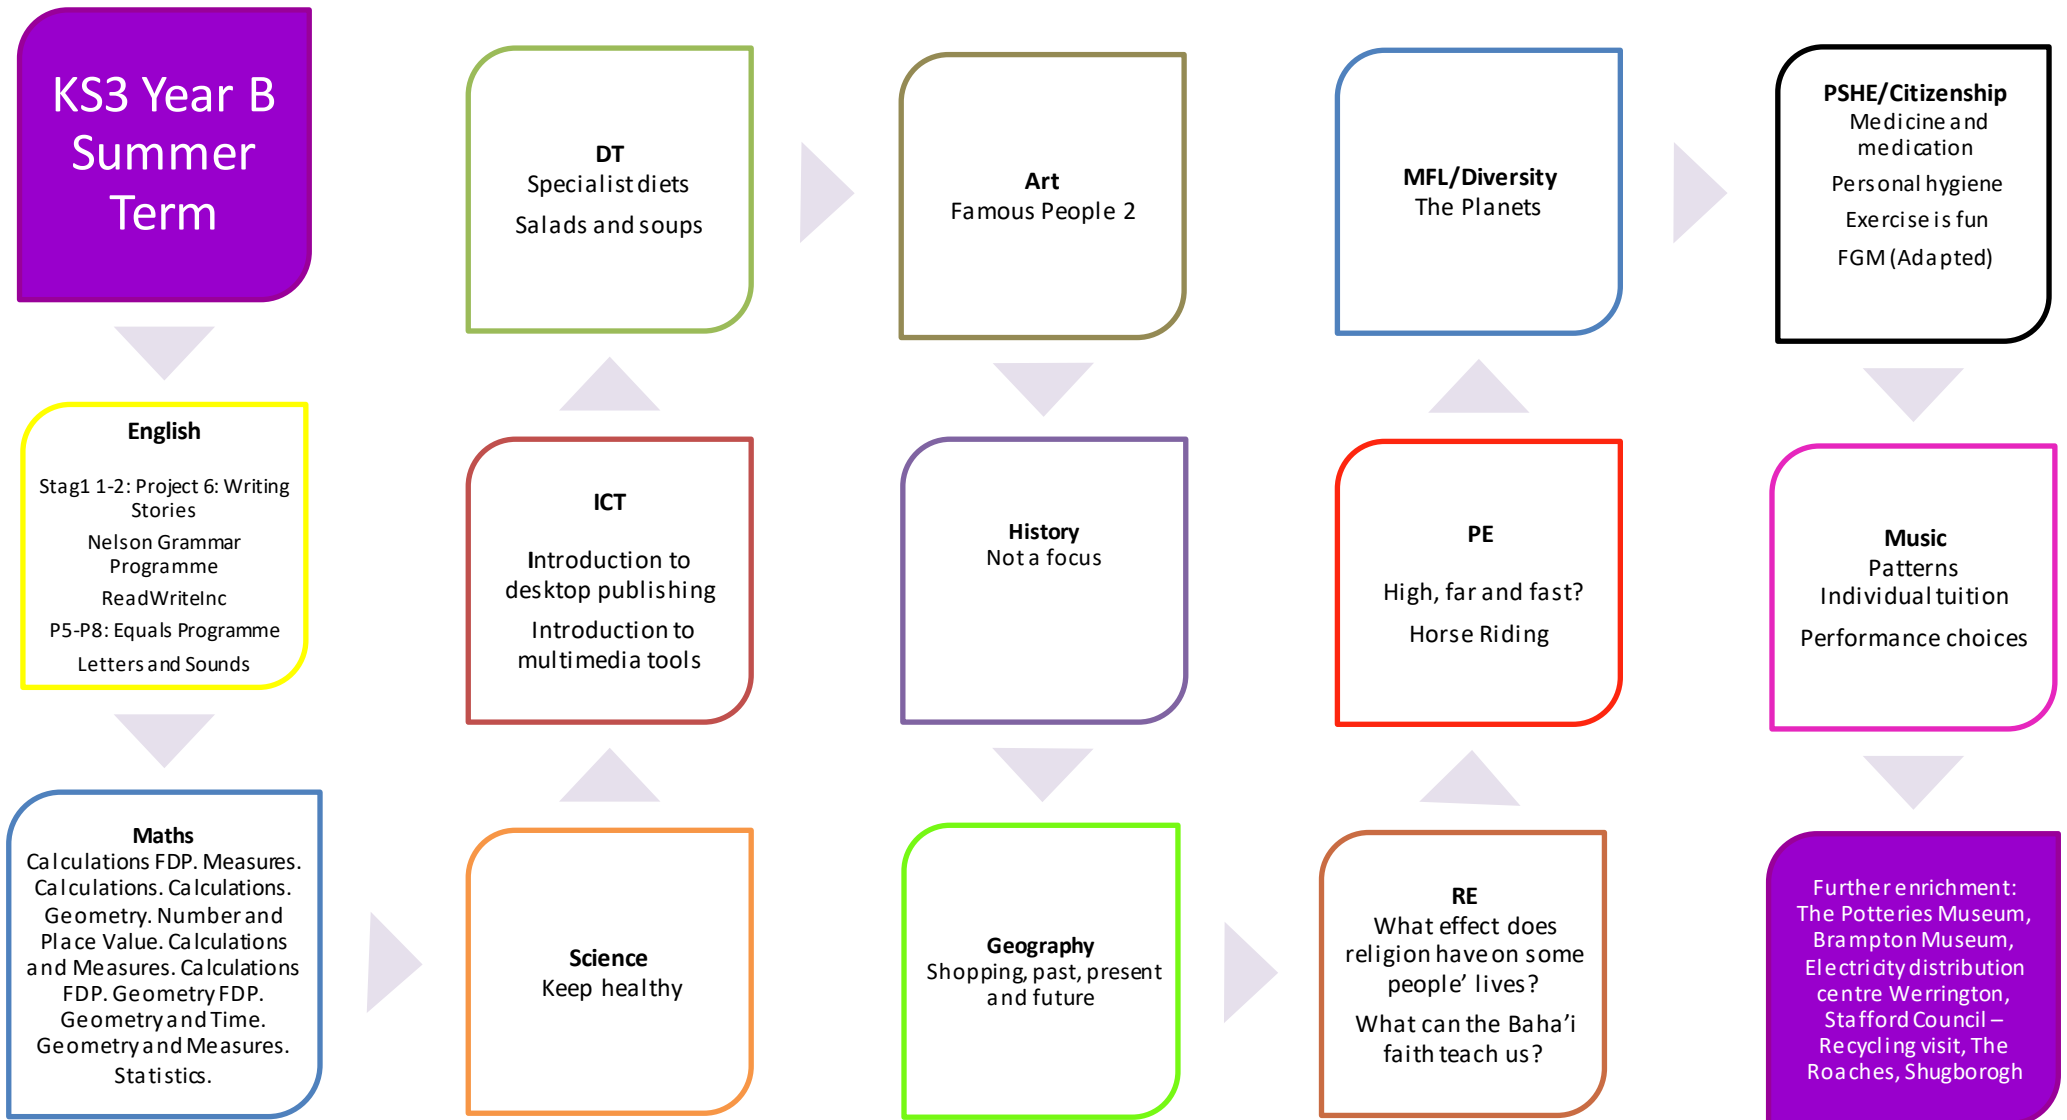 KS3 Year B
Summer
Term
English
Stag1 1-2: Project 6: Writing
Stories
Nelson Grammar
Programme
ReadWriteInc
P5-P8: Equals Programme
Letters and Sounds
Maths
Calculations FDP. Measures.
Calculations. Calculations.
Geometry. Number and
Place Value. Calculations
and Measures. Calculations
FDP. Geometry FDP.
Geometry and Time.
Geometry and Measures.
Statistics.
Science
Keep healthy
ICT
Introduction to
desktop publishing
Introduction to
multimedia tools
DT
Specialist diets
Salads and soups
Art
Famous People 2
History
Not a focus
Geography
Shopping, past, present
and future
RE
What effect does
religion have on some
people’ lives?
What can the Baha’i
faith teach us?
PE
High, far and fast?
Horse Riding
MFL/Diversity
The Planets
PSHE/Citizenship
Medicine and
medication
Personal hygiene
Exercise is fun
FGM (Adapted)
Music
Patterns
Individual tuition
Performance choices
Further enrichment:
The Potteries Museum,
Brampton Museum,
Electricity distribution
centre Werrington,
Stafford Council –
Recycling visit, The
Roaches, Shugborogh